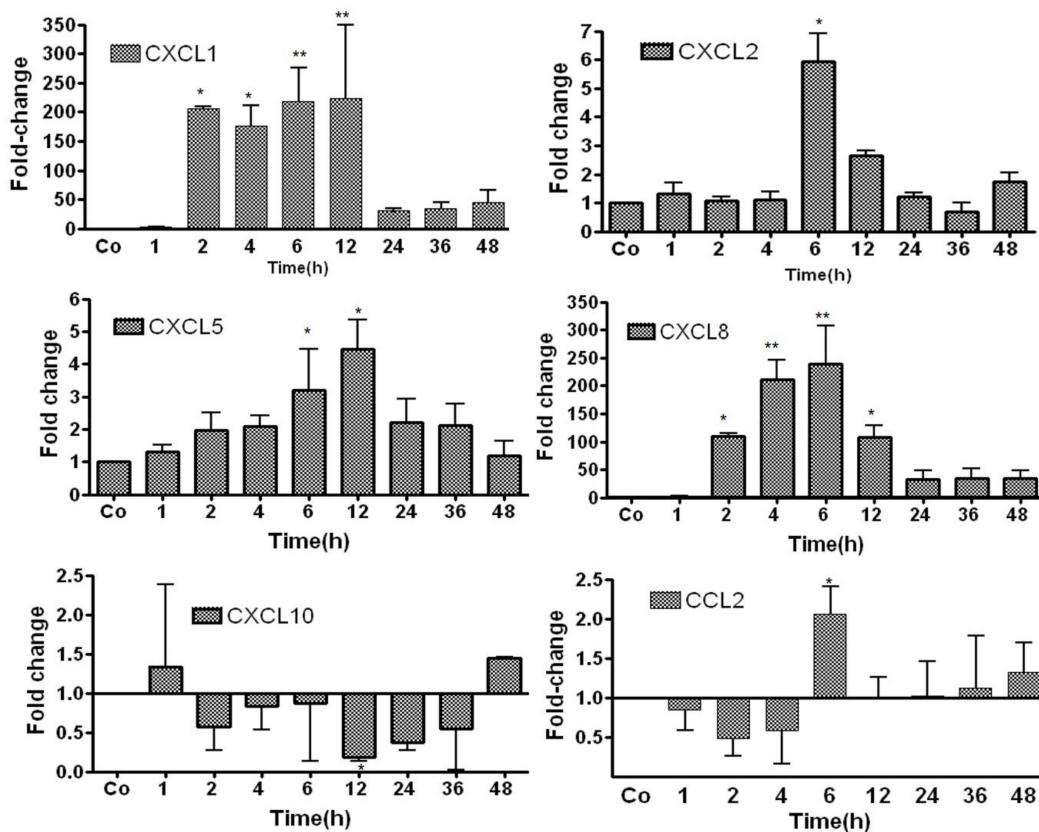 350
300
250
200
150
100
50
0
Fold-change
CXCL1
* * ** **
Co 1 2 4 6 12 24 36 48
Time(h)
7
6
5
4
3
2
1
0
Fold change
CXCL2
*
Co 1 2 4 6 12 24 36 48
Time(h)
6
5
4
3
2
1
0
Fold change
CXCL5
* *
Co 1 2 4 6 12 24 36 48
Time(h)
350
300
250
200
150
100
50
0
Fold change
CXCL8
* ** ** *
Co 1 2 4 6 12 24 36 48
Time(h)
2.5
2.0
1.5
1.0
0.5
0.0
Fold change
CXCL10
*
Co 1 2 4 6 12 24 36 48
Time(h)
2.5
2.0
1.5
1.0
0.5
Fold-change
CCL2
*
Co 1 2 4 6 12 24 36 48
Time(h)